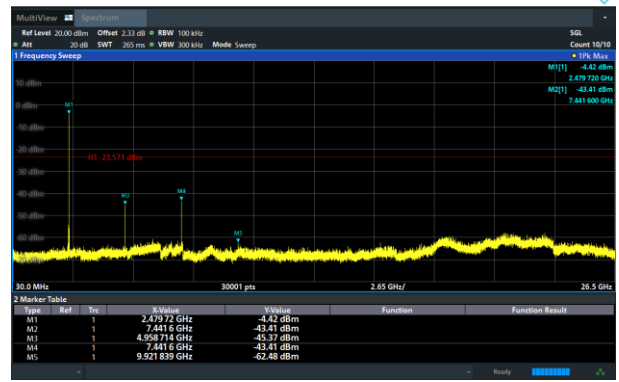 MultiView Spectrum
Ref Level 20.00 dBm Offset 2.33 dB RBW 100 kHz SGL
Att 20 dB SWT 265 ms VBW 300 kHz Mode Sweep Count 10/10
1 Frequency Sweep 1Pk Max
M1[1] -4.42 dBm
2.479 720 GHz
10 dBm
M2[1] -43.41 dBm
7.441 600 GHz
0 dBm
M1
-10 dBm
-20 dBm
H1 -23.571 dBm
-30 dBm
-40 dBm
M3
M4
-50 dBm
M5
-60 dBm
30.0 MHz 30001 pts 2.65 GHz/ 26.5 GHz
2 Marker Table
Type Ref Trc X-Value Y-Value Function Function Result
M1 1 2.479 72 GHz -4.42 dBm
M2 1 7.441 6 GHz -43.41 dBm
M3 1 4.958 714 GHz -45.37 dBm
M4 1 7.441 6 GHz -43.41 dBm
M5 1 9.921 839 GHz -62.48 dBm
Ready